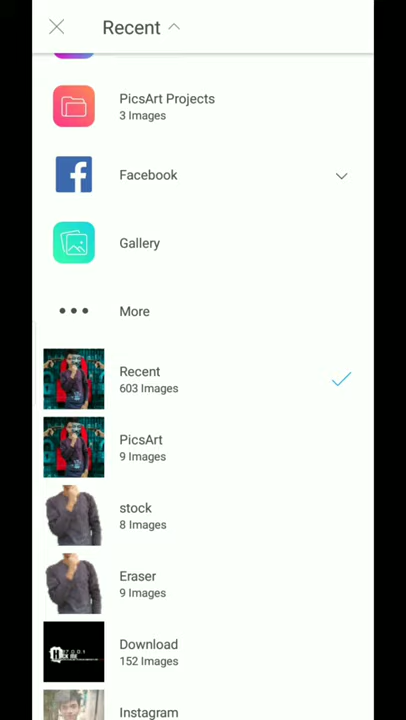 Recent
PicsArt Projects
3 Images
Facebook
Gallery
More
Recent
603 Images
PicsArt
9 Images
stock
8 Images
Eraser
9 Images
Download
152 Images
Instagram